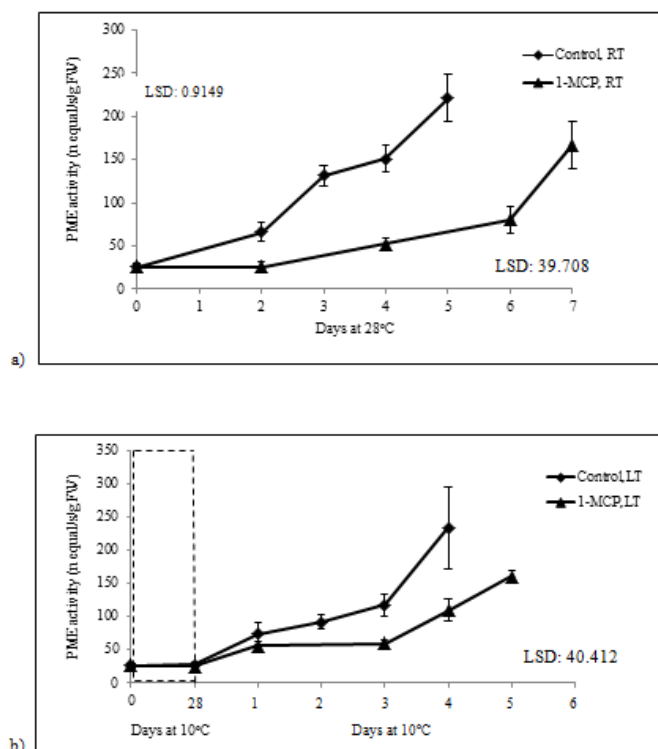 300
Control, RT
1-MCP, RT
250
LSD: 0.9149
200
150
100
50
LSD: 39.708
0
PME activity (n equal/s/g FW)
0 1 2 3 4 5 6 7
Days at 28°C
a)
350
Control, LT
300
1-MCP, LT
250
200
150
100
50
LSD: 40.412
0
PME activity (n equal/s/g FW)
0 28 1 2 3 4 5 6
Days at 10°C Days at 10°C
b)